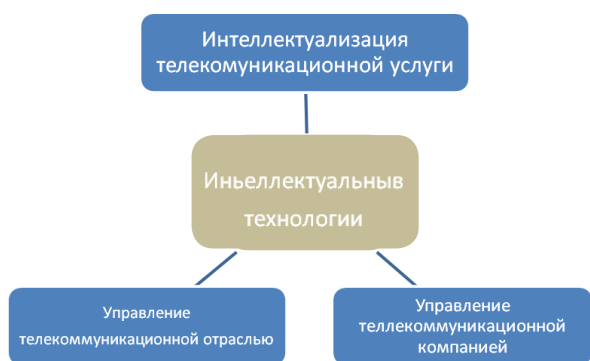 Интеллектуализация
телекомуникационной услуги
Иньеллектуальныв
технологии
Управление
телекоммуникационной отраслью
Управление
теллекоммуникационной
компанией